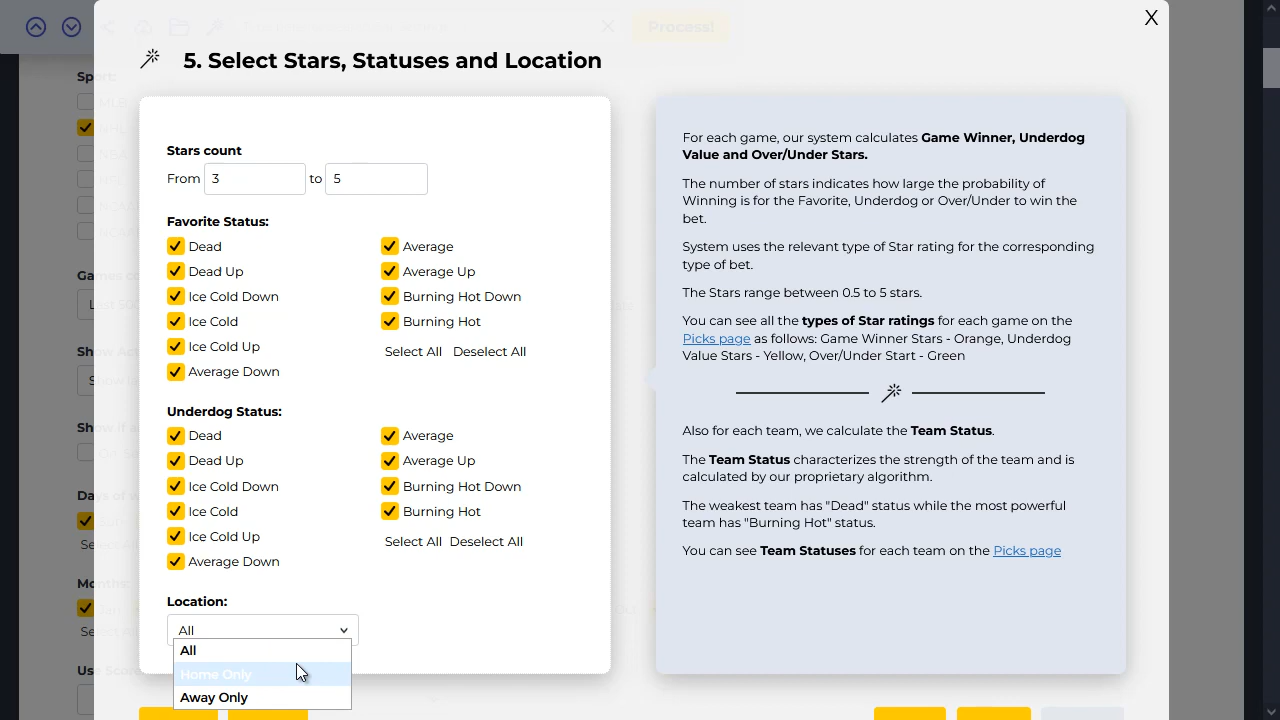 X
Process!
5. Select Stars, Statuses and Location
Stars count
From 3 to 5
Favorite Status:
Dead
Dead Up
Ice Cold Down
Ice Cold
Ice Cold Up
Average Down
Average
Average Up
Burning Hot Down
Burning Hot
Select All Deselect All
Underdog Status:
Dead
Dead Up
Ice Cold Down
Ice Cold
Ice Cold Up
Average Down
Average
Average Up
Burning Hot Down
Burning Hot
Select All Deselect All
Location:
All
All
Home Only
Away Only
For each game, our system calculates Game Winner, Underdog
Value and Over/Under Stars.
The number of stars indicates how large the probability of
Winning is for the Favorite, Underdog or Over/Under to win the
bet.
System uses the relevant type of Star rating for the corresponding
type of bet.
The Stars range between 0.5 to 5 stars.
You can see all the types of Star ratings for each game on the
Picks page as follows: Game Winner Stars - Orange, Underdog
Value Stars - Yellow, Over/Under Start - Green
Also for each team, we calculate the Team Status.
The Team Status characterizes the strength of the team and is
calculated by our proprietary algorithm.
The weakest team has "Dead" status while the most powerful
team has "Burning Hot" status.
You can see Team Statuses for each team on the Picks page